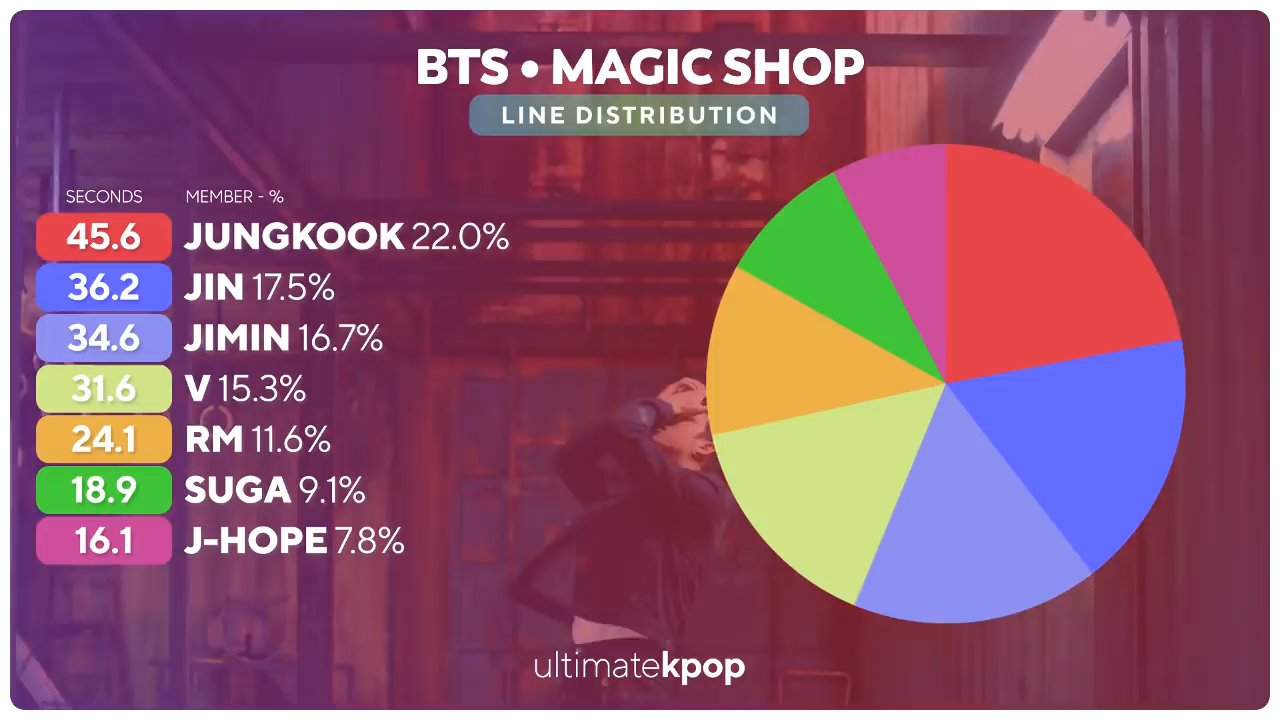 BTS • MAGIC SHOP
LINE DISTRIBUTION
SECONDS MEMBER - %
45.6 JUNGKOOK 22.0%
36.2 JIN 17.5%
34.6 JIMIN 16.7%
31.6 V 15.3%
24.1 RM 11.6%
18.9 SUGA 9.1%
16.1 J-HOPE 7.8%
ultimatekpop